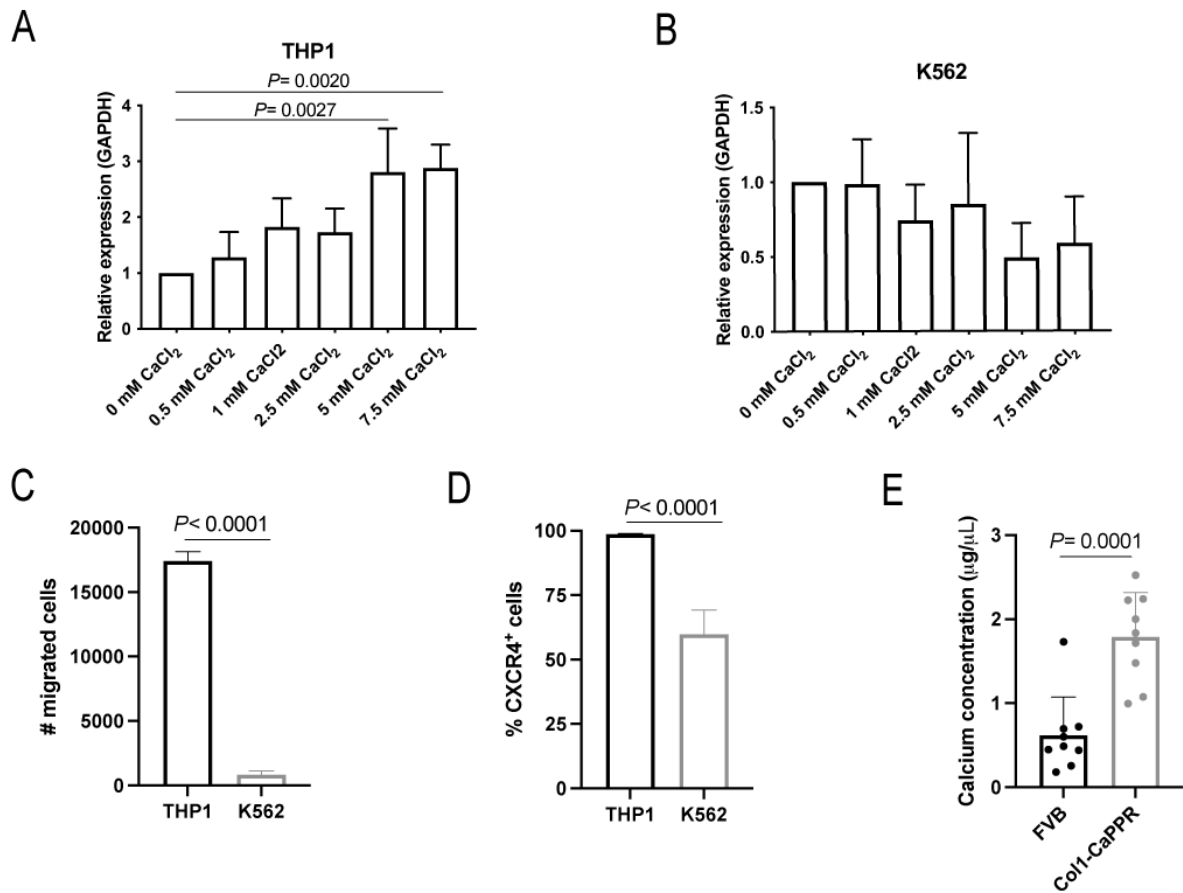 A
THP1
P= 0.0020
P= 0.0027
Relative expression (GAPDH)
4
3
2
1
0
0 mM CaCl₂
0.5 mM CaCl₂
1 mM CaCl2
2.5 mM CaCl₂
5 mM CaCl₂
7.5 mM CaCl₂
B
K562
Relative expression (GAPDH)
1.5
1.0
0.5
0.0
0 mM CaCl₂
0.5 mM CaCl₂
1 mM CaCl2
2.5 mM CaCl₂
5 mM CaCl₂
7.5 mM CaCl₂
C
P< 0.0001
# migrated cells
20000
15000
10000
5000
0
THP1
K562
D
P< 0.0001
% CXCR4⁺ cells
100
75
50
25
0
THP1
K562
E
P= 0.0001
Calcium concentration (µg/µL)
3
2
1
0
FVB
Col1-CaPPR